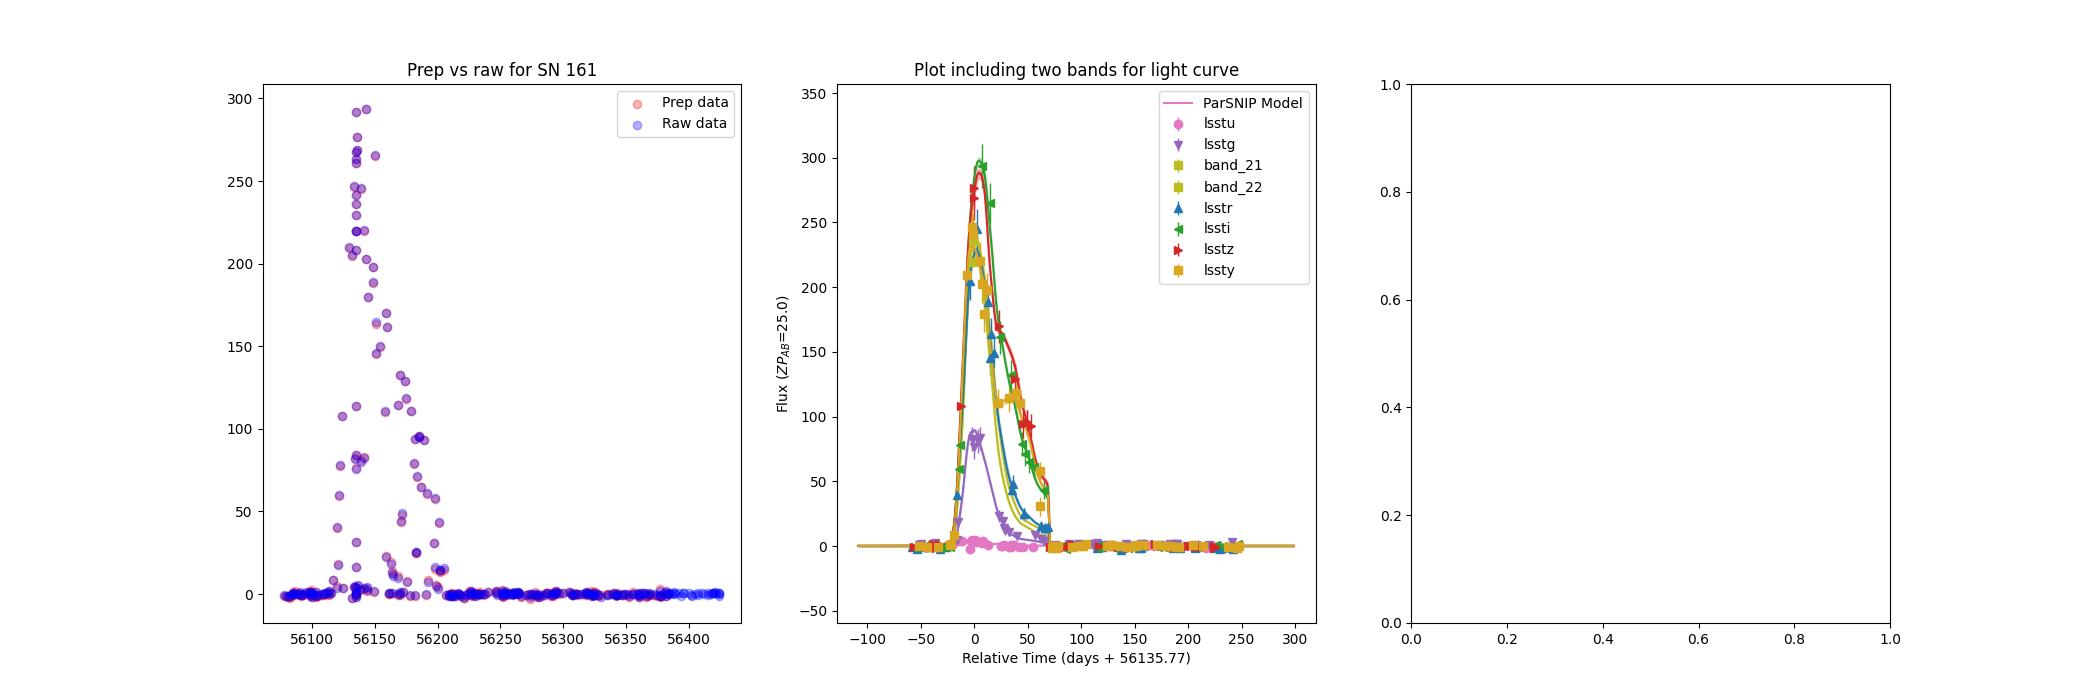 Prep vs raw for SN 161
300
250
200
150
100
50
0
56100
56150
56200
56250
56300
56350
56400
Prep data
Raw data
Plot including two bands for light curve
Flux (ZP_AB=25.0)
350
300
250
200
150
100
50
0
−50
−100
−50
0
50
100
150
200
250
300
Relative Time (days + 56135.77)
ParSNIP Model
lsstu
lsstg
band_21
band_22
lsstr
lssti
lsstz
lssty
1.0
0.8
0.6
0.4
0.2
0.0
0.0
0.2
0.4
0.6
0.8
1.0